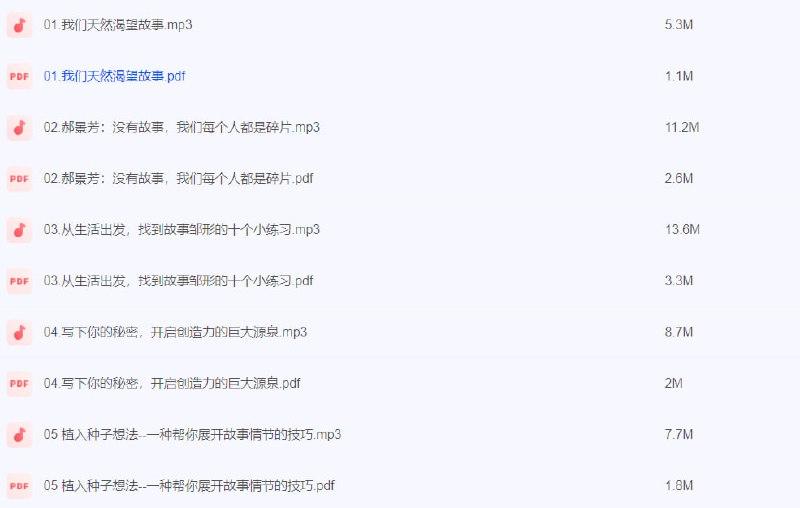 01.我们天然渴望故事.mp3 5.3M
PDF 01.我们天然渴望故事.pdf 1.1M
02.郝景芳：没有故事，我们每个人都是碎片.mp3 11.2M
PDF 02.郝景芳：没有故事，我们每个人都是碎片.pdf 2.6M
03.从生活出发，找到故事邹形的十个小练习.mp3 13.6M
PDF 03.从生活出发，找到故事邹形的十个小练习.pdf 3.3M
04.写下你的秘密，开启创造力的巨大源泉.mp3 8.7M
PDF 04.写下你的秘密，开启创造力的巨大源泉.pdf 2M
05 植入种子想法--一种帮你展开故事情节的技巧.mp3 7.7M
PDF 05 植入种子想法--一种帮你展开故事情节的技巧.pdf 1.8M